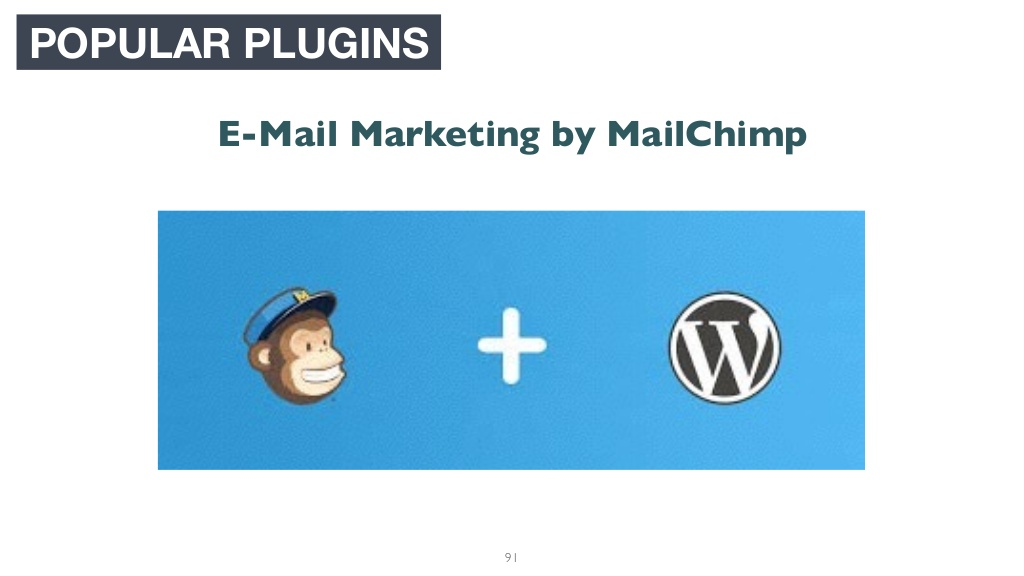 POPULAR PLUGINS
E-Mail Marketing by MailChimp
M
W
91